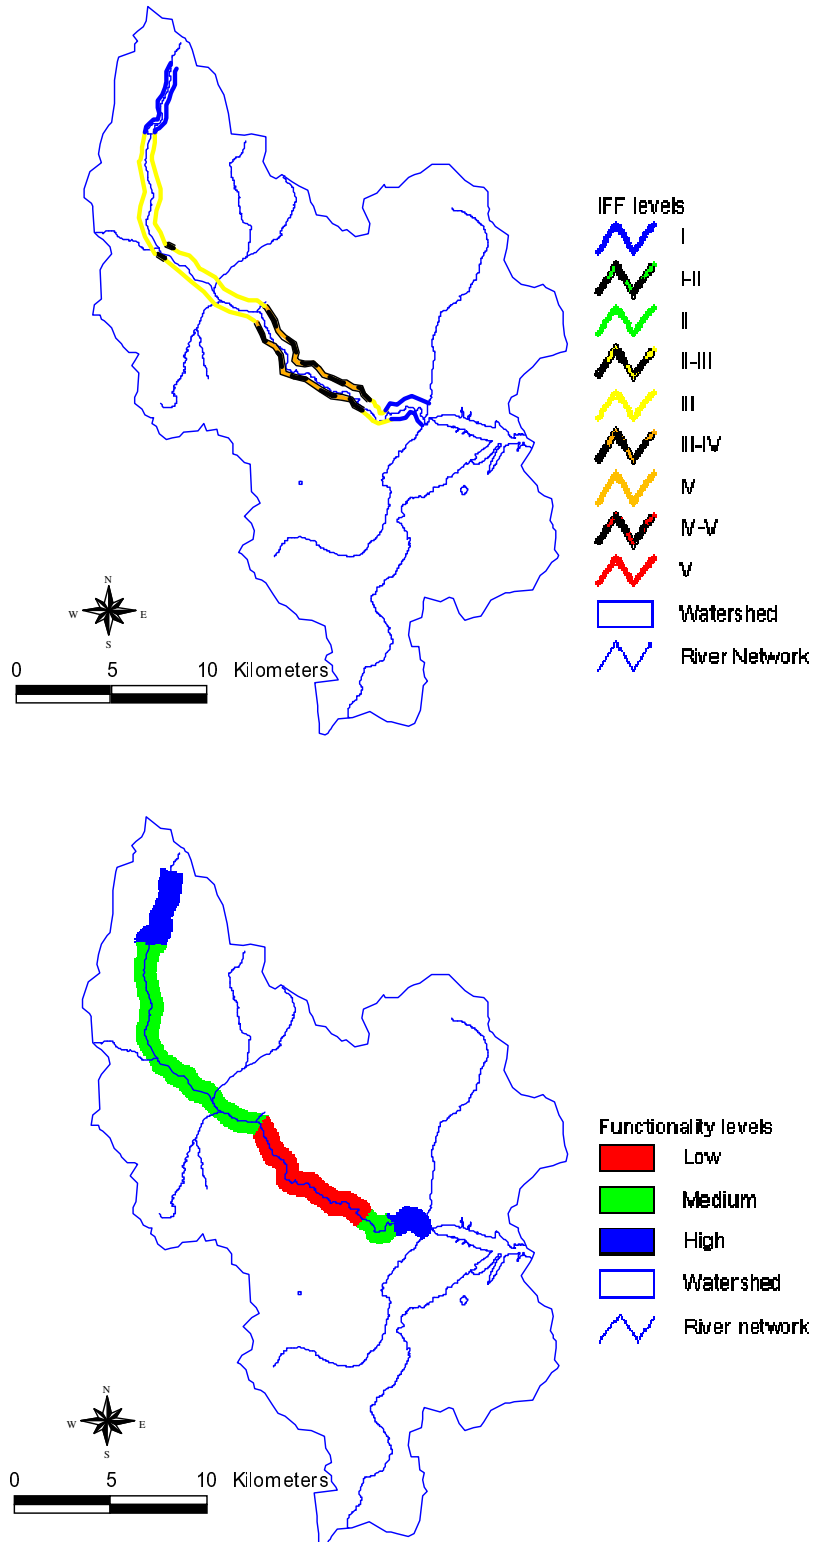 IFF levels
I
I-II
II
II-III
III
III-IV
IV
IV-V
V
Watershed
River Network
N
W E
S
0 5 10 Kilometers
Functionality levels
Low
Medium
High
Watershed
River network
N
W E
S
0 5 10 Kilometers